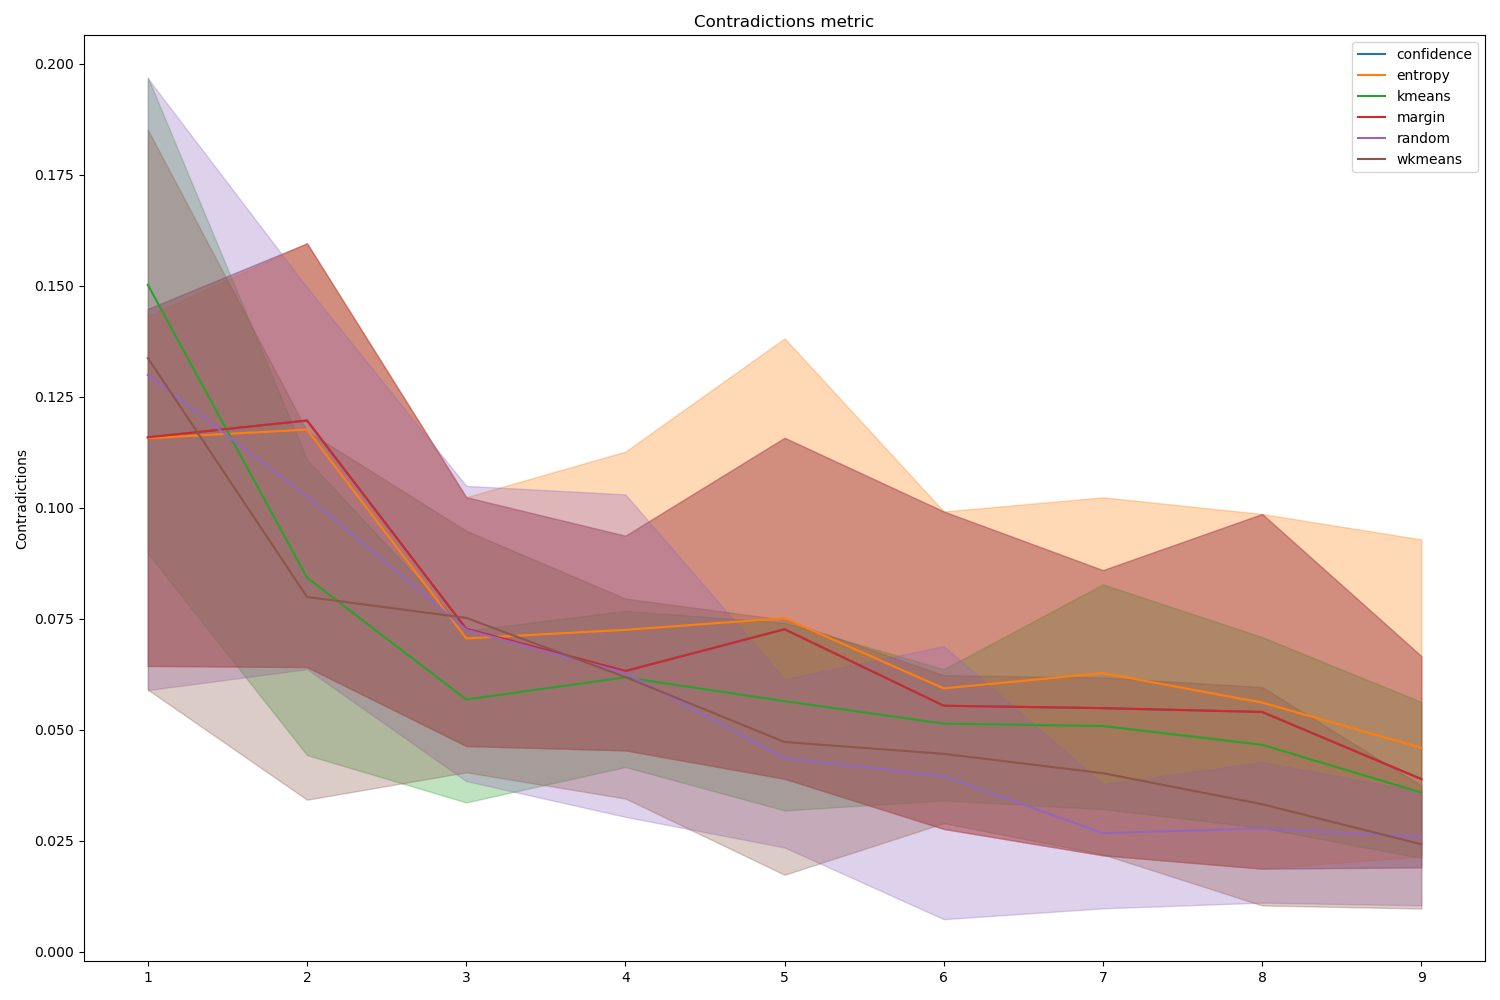 Contradictions metric
confidence
entropy
kmeans
margin
random
wkmeans
Contradictions
0.200
0.175
0.150
0.125
0.100
0.075
0.050
0.025
0.000
1 2 3 4 5 6 7 8 9